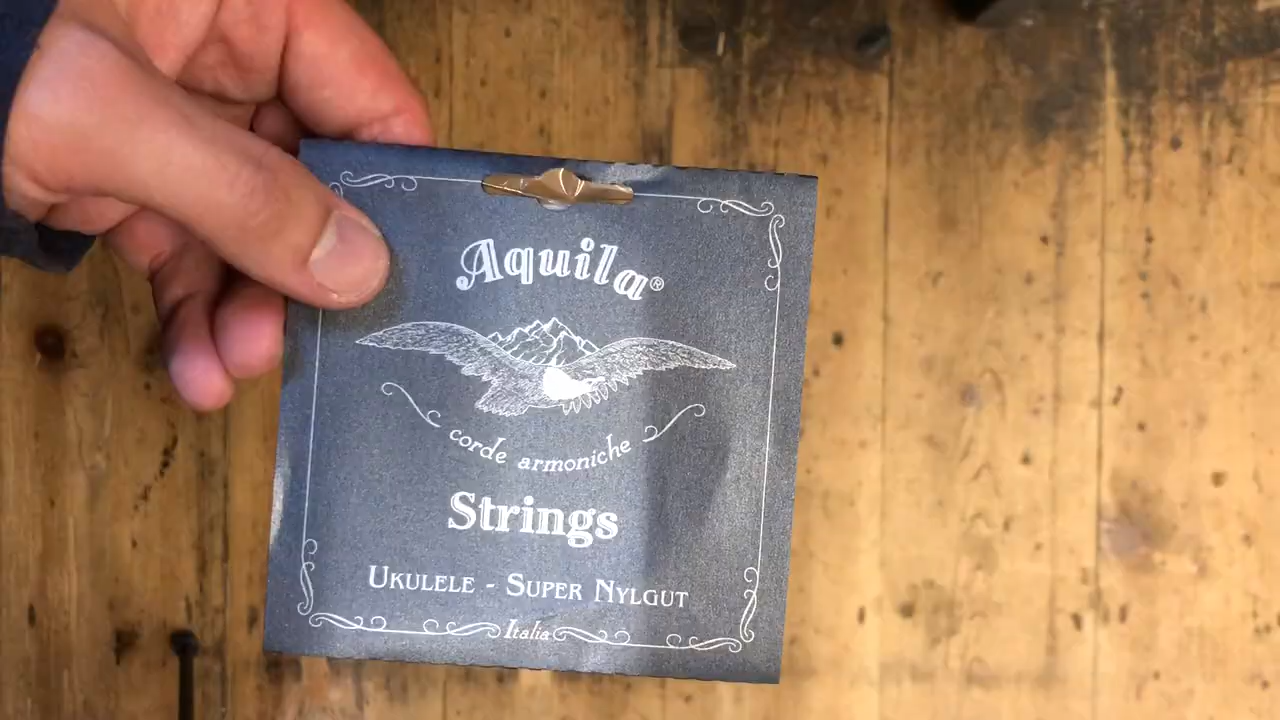 Aquila®
corde armoniche
Strings
Ukulele - Super Nylgut
Italia